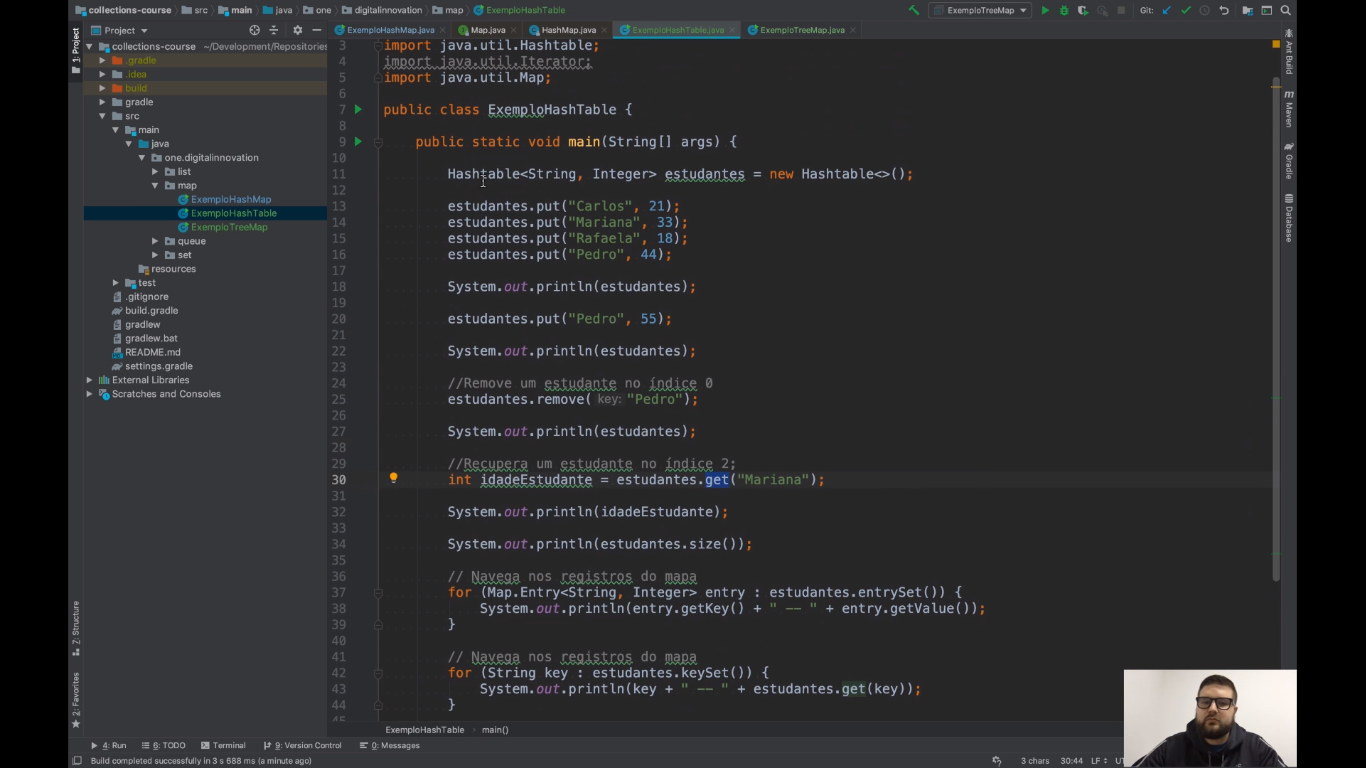 collections-course
src
main
java
one
digitalinnovation
map
ExemploHashTable
ExemploTreeMap
Git:
Project
ExemploHashMap.java
Map.java
HashMap.java
ExemploHashTable.java
ExemploTreeMap.java
1: Project
collections-course ~/Development/Repositories
.gradle
.idea
build
gradle
src
main
java
one.digitalinnovation
list
map
ExemploHashMap
ExemploHashTable
ExemploTreeMap
queue
set
resources
test
.gitignore
build.gradle
gradlew
gradlew.bat
README.md
settings.gradle
External Libraries
Scratches and Consoles
3 import java.util.Hashtable;
4 import java.util.Iterator;
5 import java.util.Map;
6
7 public class ExemploHashTable {
8
9 public static void main(String[] args) {
10
11 Hashtable<String, Integer> estudantes = new Hashtable<>();
12
13 estudantes.put("Carlos", 21);
14 estudantes.put("Mariana", 33);
15 estudantes.put("Rafaela", 18);
16 estudantes.put("Pedro", 44);
17
18 System.out.println(estudantes);
19
20 estudantes.put("Pedro", 55);
21
22 System.out.println(estudantes);
23
24 //Remove um estudante no índice 0
25 estudantes.remove( key: "Pedro");
26
27 System.out.println(estudantes);
28
29 //Recupera um estudante no índice 2;
30 int idadeEstudante = estudantes.get("Mariana");
31
32 System.out.println(idadeEstudante);
33
34 System.out.println(estudantes.size());
35
36 // Navega nos registros do mapa
37 for (Map.Entry<String, Integer> entry : estudantes.entrySet()) {
38 System.out.println(entry.getKey() + " -- " + entry.getValue());
39 }
40
41 // Navega nos registros do mapa
42 for (String key : estudantes.keySet()) {
43 System.out.println(key + " -- " + estudantes.get(key));
44 }
45
Ant Build
m Maven
Gradle
Database
7: Structure
2: Favorites
ExemploHashTable
main()
4: Run
6: TODO
Terminal
9: Version Control
0: Messages
Build completed successfully in 3 s 688 ms (a minute ago)
3 chars
30:44
LF